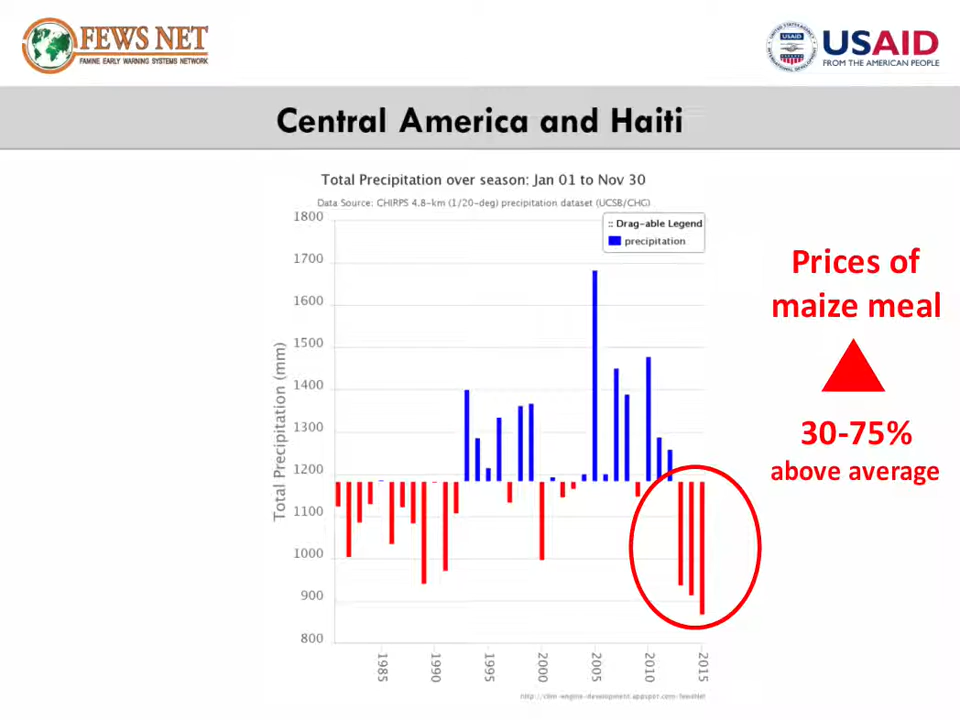 FEWS NET
FAMINE EARLY WARNING SYSTEMS NETWORK
USAID
FROM THE AMERICAN PEOPLE
Central America and Haiti
Total Precipitation over season: Jan 01 to Nov 30
Data Source: CHIRPS 4.8-km (1/20-deg) precipitation dataset (UCSB/CHG)
:: Drag-able Legend
precipitation
Total Precipitation (mm)
1800
1700
1600
1500
1400
1300
1200
1100
1000
900
800
1985
1990
1995
2000
2005
2010
2015
Prices of
maize meal
30-75%
above average